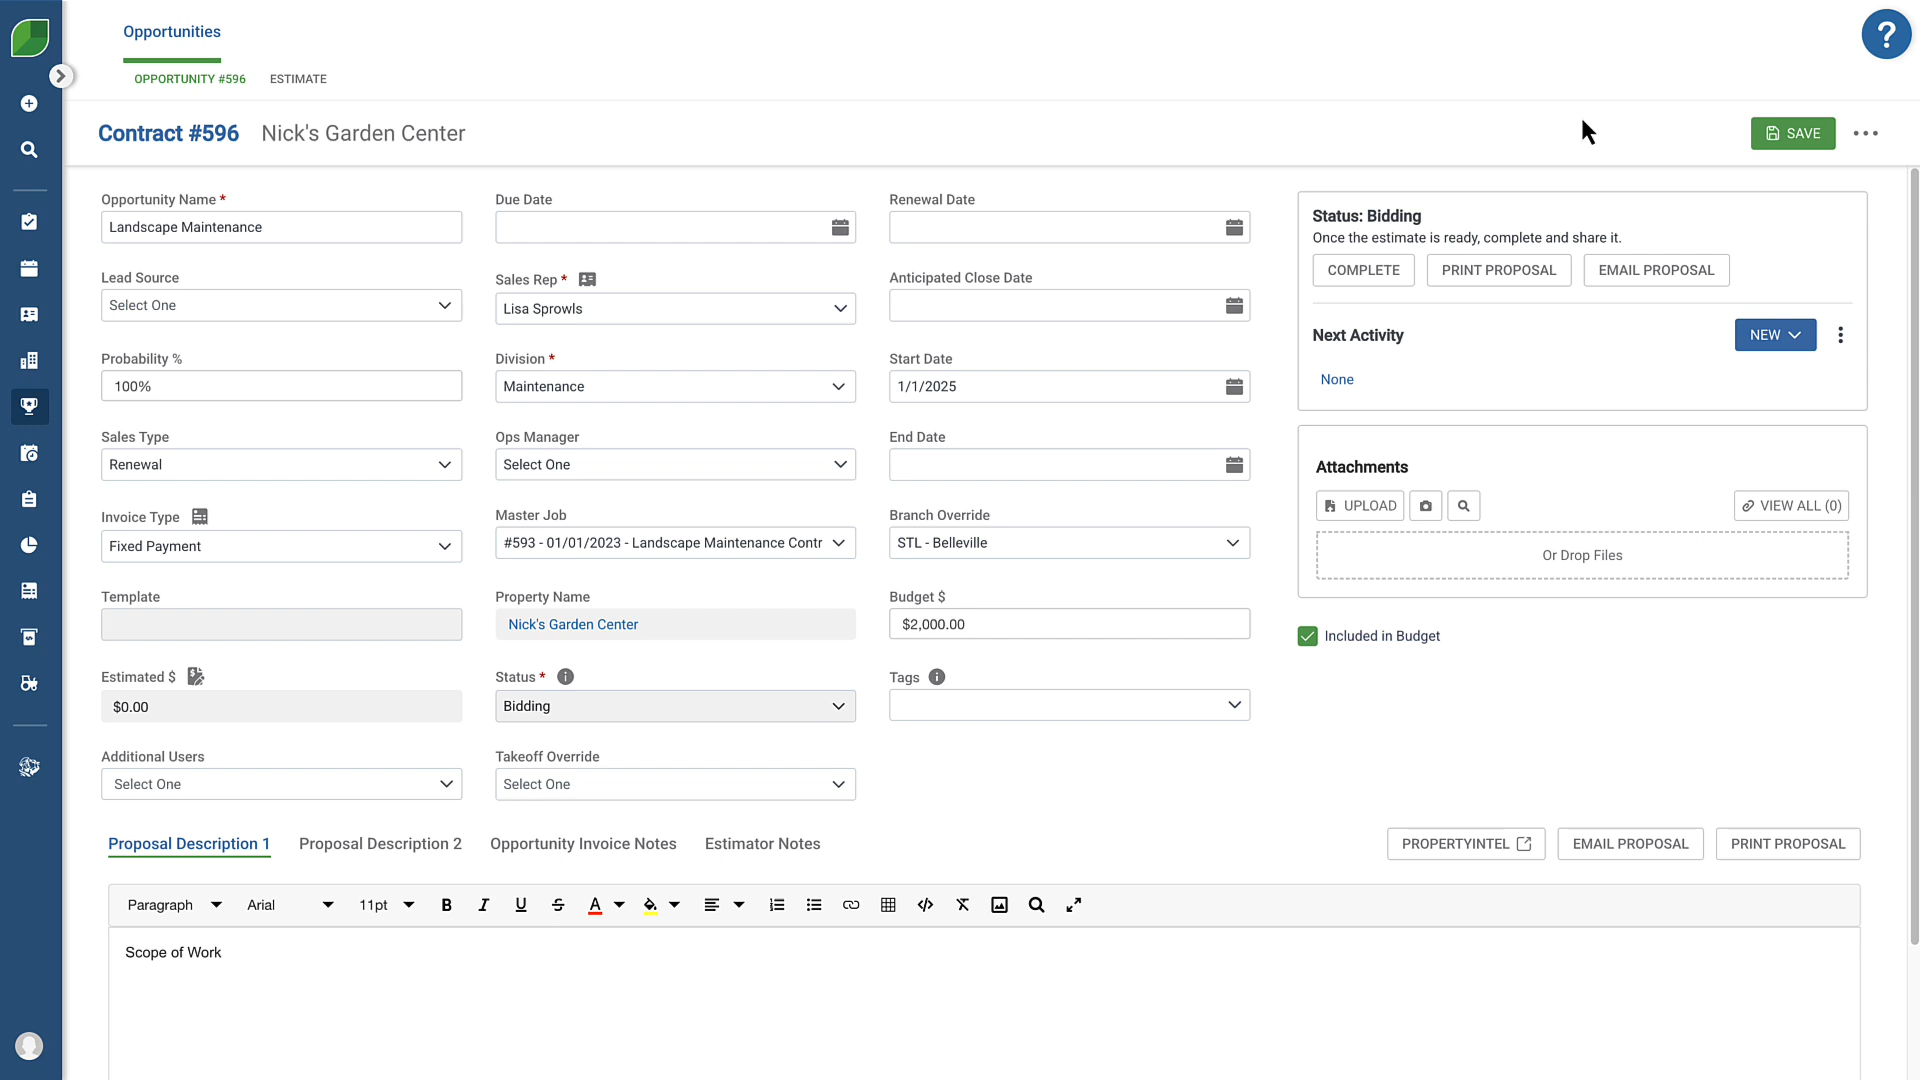 Opportunities
OPPORTUNITY #596 ESTIMATE
?
Contract #596 Nick's Garden Center
SAVE
Opportunity Name *
Landscape Maintenance
Due Date
Renewal Date
Lead Source
Select One
Sales Rep *
Lisa Sprowls
Anticipated Close Date
Probability %
100%
Division *
Maintenance
Start Date
1/1/2025
Sales Type
Renewal
Ops Manager
Select One
End Date
Invoice Type
Fixed Payment
Master Job
#593 - 01/01/2023 - Landscape Maintenance Contr
Branch Override
STL - Belleville
Template
Property Name
Nick's Garden Center
Budget $
$2,000.00
Estimated $
$0.00
Status *
Bidding
Tags
Additional Users
Select One
Takeoff Override
Select One
Status: Bidding
Once the estimate is ready, complete and share it.
COMPLETE PRINT PROPOSAL EMAIL PROPOSAL
Next Activity
NEW
None
Attachments
UPLOAD VIEW ALL (0)
Or Drop Files
Included in Budget
Proposal Description 1 Proposal Description 2 Opportunity Invoice Notes Estimator Notes
PROPERTYINTEL EMAIL PROPOSAL PRINT PROPOSAL
Paragraph Arial 11pt B I U S A
Scope of Work